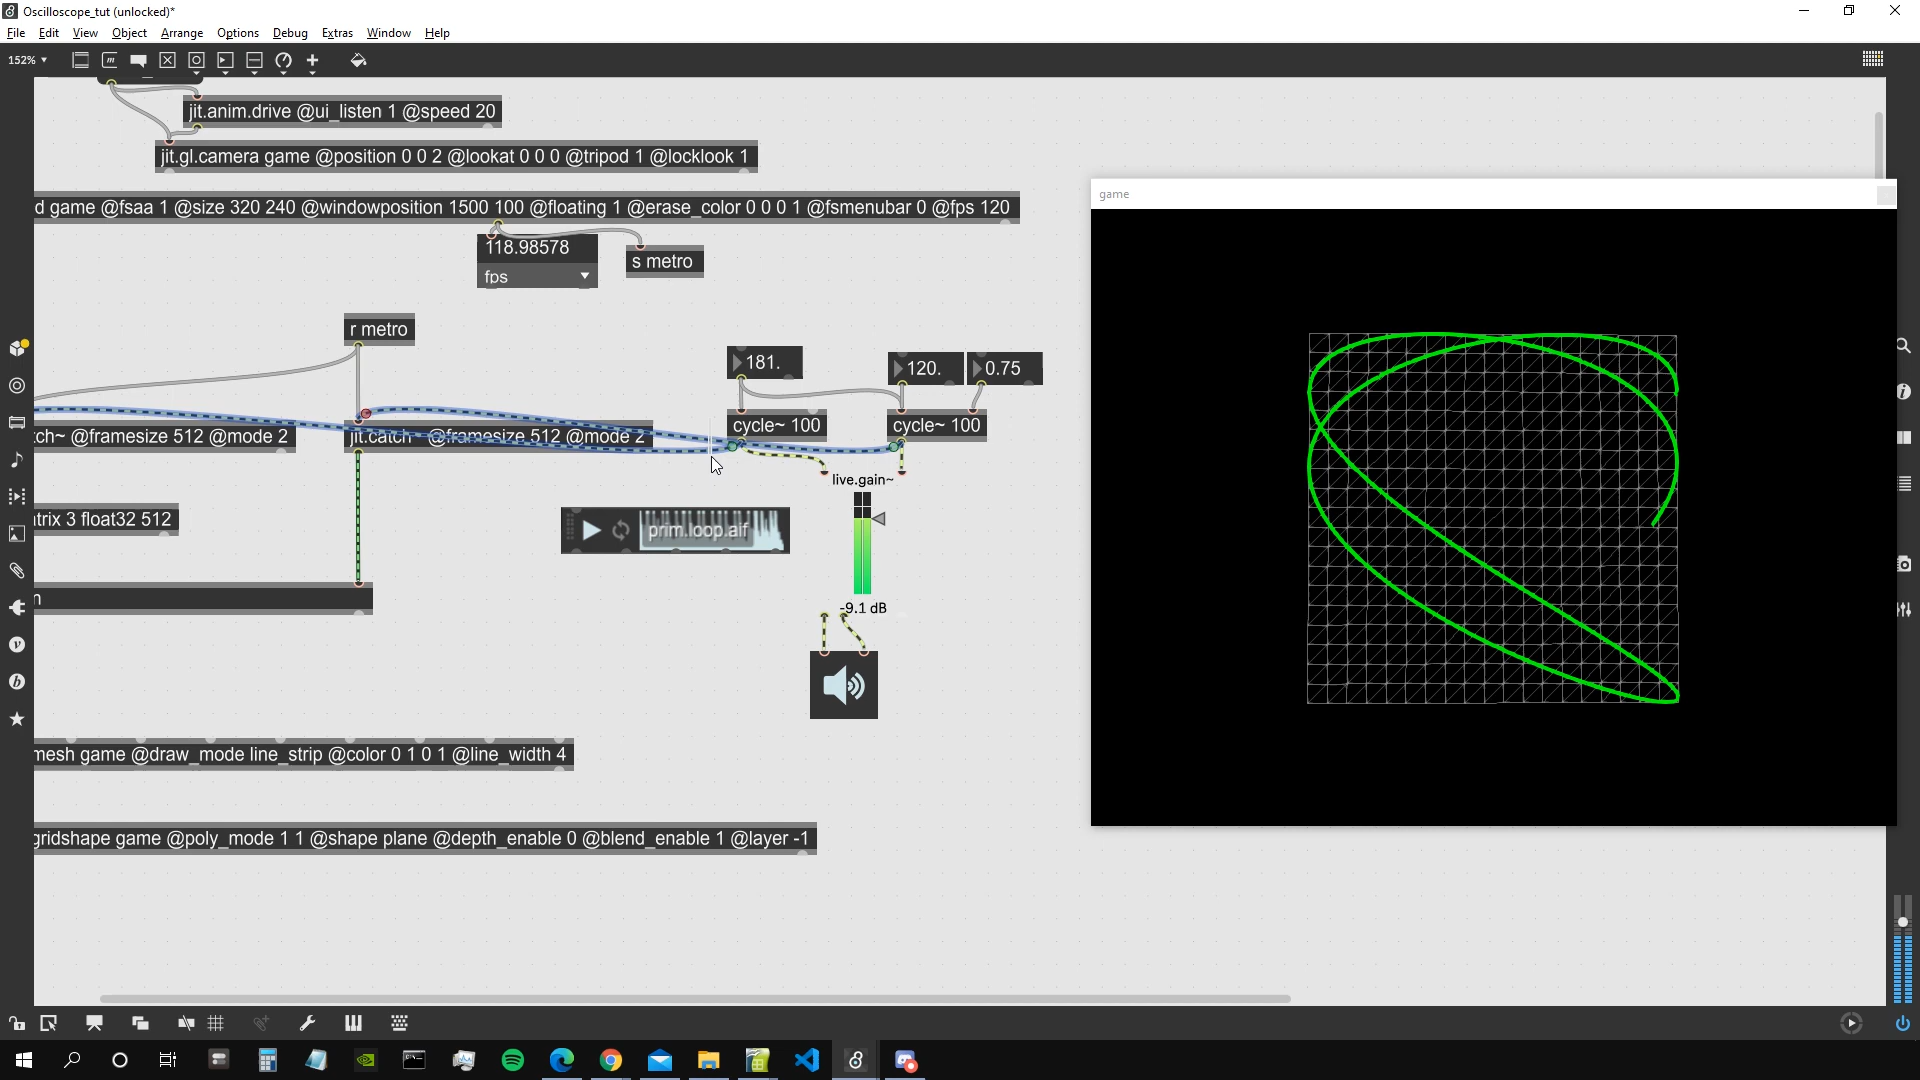 Oscilloscope_tut (unlocked)*
File Edit View Object Arrange Options Debug Extras Window Help
152%
jit.anim.drive @ui_listen 1 @speed 20
jit.gl.camera game @position 0 0 2 @lookat 0 0 0 @tripod 1 @locklook 1
d game @fsaa 1 @size 320 240 @windowposition 1500 100 @floating 1 @erase_color 0 0 0 1 @fsmenubar 0 @fps 120
game
118.98578
fps
s metro
r metro
181.
120.
0.75
tch~ @framesize 512 @mode 2
jit.catch~ @framesize 512 @mode 2
cycle~ 100
cycle~ 100
live.gain~
trix 3 float32 512
prim.loop.aif
n
-9.1 dB
mesh game @draw_mode line_strip @color 0 1 0 1 @line_width 4
gridshape game @poly_mode 1 1 @shape plane @depth_enable 0 @blend_enable 1 @layer -1